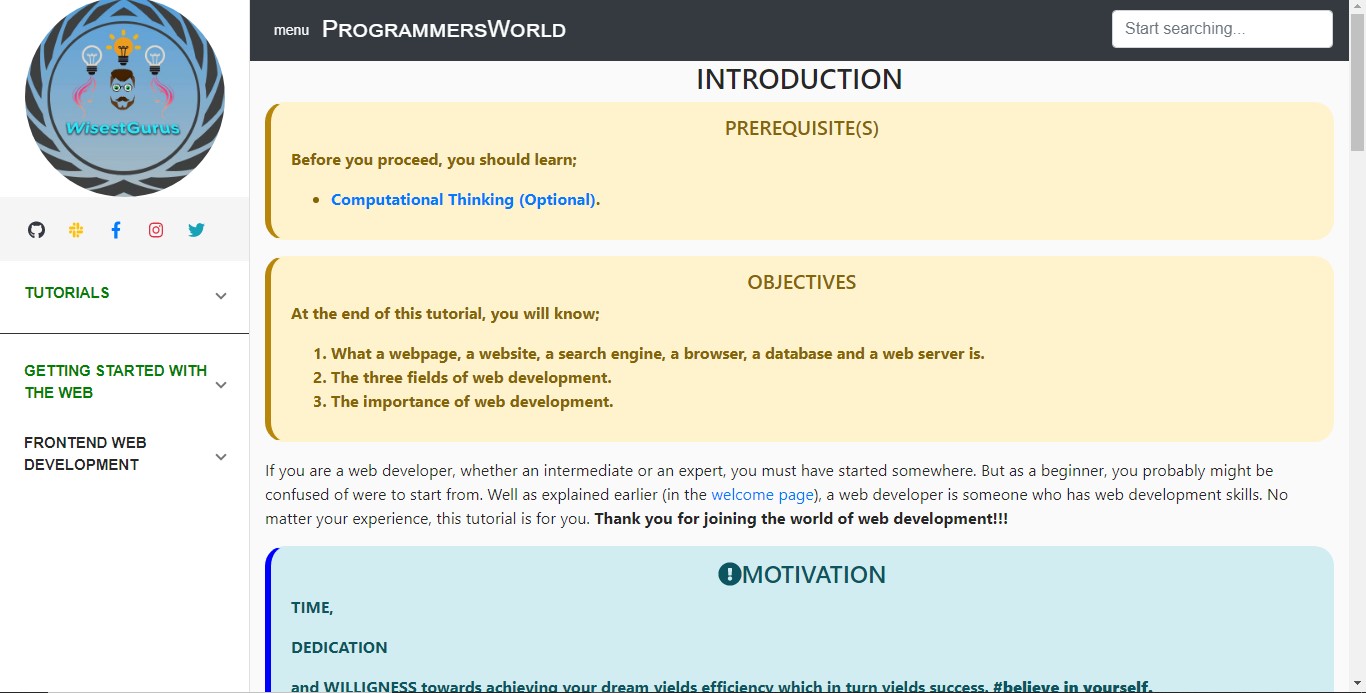 WisestGurus
TUTORIALS
GETTING STARTED WITH
THE WEB
FRONTEND WEB
DEVELOPMENT
menu PROGRAMMERSWORLD
Start searching...
INTRODUCTION
PREREQUISITE(S)
Before you proceed, you should learn;
• Computational Thinking (Optional).
OBJECTIVES
At the end of this tutorial, you will know;
1. What a webpage, a website, a search engine, a browser, a database and a web server is.
2. The three fields of web development.
3. The importance of web development.
If you are a web developer, whether an intermediate or an expert, you must have started somewhere. But as a beginner, you probably might be
confused of were to start from. Well as explained earlier (in the welcome page), a web developer is someone who has web development skills. No
matter your experience, this tutorial is for you. Thank you for joining the world of web development!!!
MOTIVATION
TIME,
DEDICATION
and WILLIGNESS towards achieving your dream yields efficiency which in turn yields success. #believe in yourself.